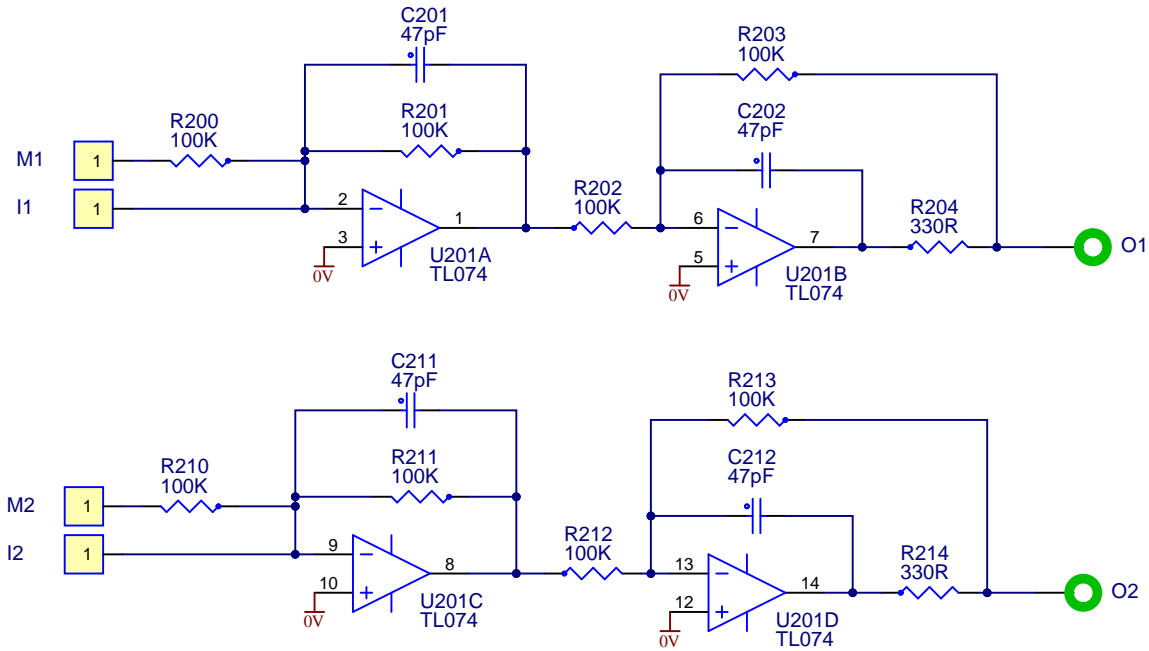 C201
47pF
R203
100K
R201
100K
C202
47pF
R200
100K
M1
1
I1
1
R202
100K
R204
330R
2
3
1
0V
U201A
TL074
6
5
7
0V
U201B
TL074
O1
C211
47pF
R213
100K
R211
100K
C212
47pF
R210
100K
M2
1
I2
1
R212
100K
R214
330R
9
10
8
0V
U201C
TL074
13
12
14
0V
U201D
TL074
O2